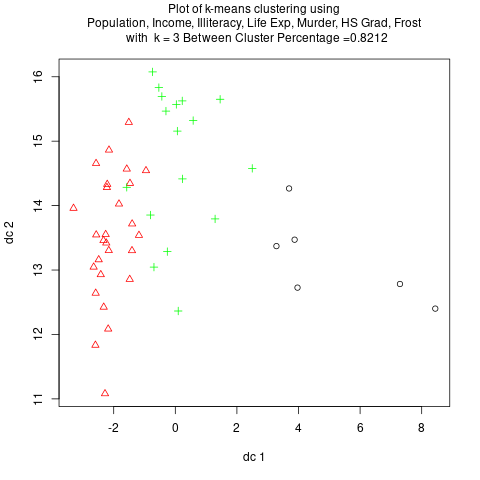 Plot of k-means clustering using
Population, Income, Illiteracy, Life Exp, Murder, HS Grad, Frost
with  k = 3 Between Cluster Percentage =0.8212
16
15
14
13
12
11
dc 2
-2 0 2 4 6 8
dc 1